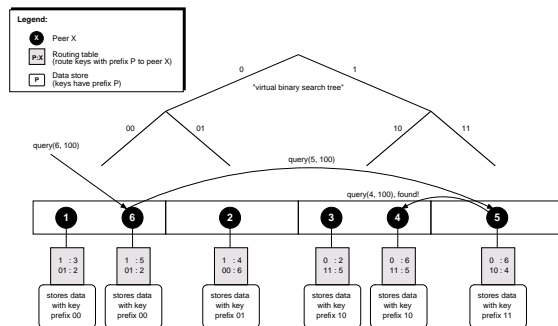 Legend:
X Peer X
P:X Routing table
(route keys with prefix P to peer X)
P Data store
(keys have prefix P)
0 1
"virtual binary search tree"
00 01 10 11
query(6, 100)
query(5, 100)
query(4, 100), found!
1 6 2 3 4 5
1 : 3
01 : 2
1 : 5
01 : 2
1 : 4
00 : 6
0 : 2
11 : 5
0 : 6
11 : 5
0 : 6
10 : 4
stores data
with key
prefix 00
stores data
with key
prefix 00
stores data
with key
prefix 01
stores data
with key
prefix 10
stores data
with key
prefix 10
stores data
with key
prefix 11